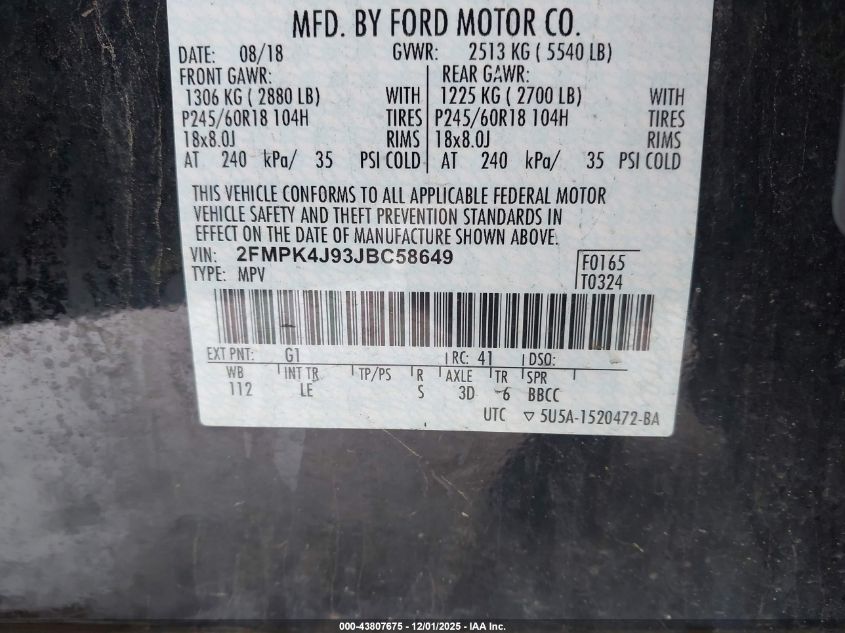 MFD. BY FORD MOTOR CO.
DATE: 08/18 GVWR: 2513 KG ( 5540 LB)
FRONT GAWR: REAR GAWR:
1306 KG ( 2880 LB) WITH 1225 KG ( 2700 LB) WITH
P245/60R18 104H TIRES P245/60R18 104H TIRES
18x8.0J RIMS 18x8.0J RIMS
AT 240 kPa/ 35 PSI COLD AT 240 kPa/ 35 PSI COLD
THIS VEHICLE CONFORMS TO ALL APPLICABLE FEDERAL MOTOR
VEHICLE SAFETY AND THEFT PREVENTION STANDARDS IN
EFFECT ON THE DATE OF MANUFACTURE SHOWN ABOVE.
VIN: 2FMPK4J93JBC58649 F0165
TYPE: MPV T0324
EXT PNT: G1 RC: 41 DSO:
WB INT TR TP/PS R AXLE TR SPR
112 LE S 3D 6 BBCC
UTC ▽ 5U5A-1520472-BA
000-43807675 - 12/01/2025 - IAA Inc.